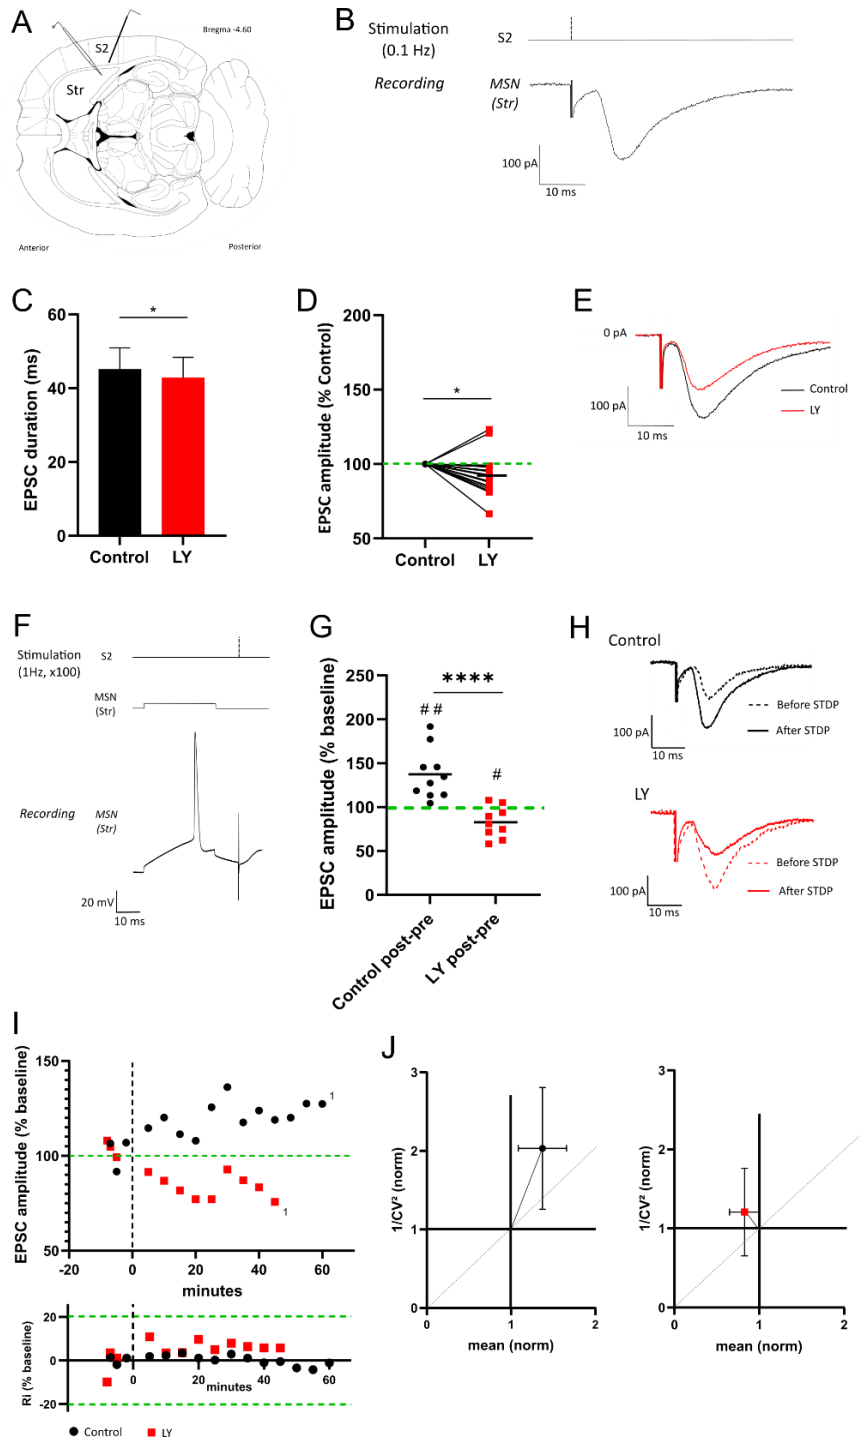 A
S2
Bregma -4.60
Str
Anterior
Posterior
B
Stimulation
(0.1 Hz)
S2
Recording
MSN
(Str)
100 pA
10 ms
C
EPSC duration (ms)
60
40
20
0
*
Control
LY
D
EPSC amplitude (% Control)
200
150
100
50
*
Control
LY
E
0 pA
100 pA
10 ms
Control
LY
F
Stimulation
(1Hz, x100)
S2
MSN
(Str)
Recording
MSN
(Str)
20 mV
10 ms
G
EPSC amplitude (% baseline)
250
200
150
100
50
0
****
##
#
Control post-pre
LY post-pre
H
Control
100 pA
10 ms
Before STDP
After STDP
LY
100 pA
10 ms
Before STDP
After STDP
I
EPSC amplitude (% baseline)
150
100
50
1
1
-20
0
20
40
60
minutes
Ri (% baseline)
20
0
-20
0
20
40
60
minutes
Control
LY
J
1/CV² (norm)
3
2
1
0
0
1
2
mean (norm)
1/CV² (norm)
3
2
1
0
0
1
2
mean (norm)